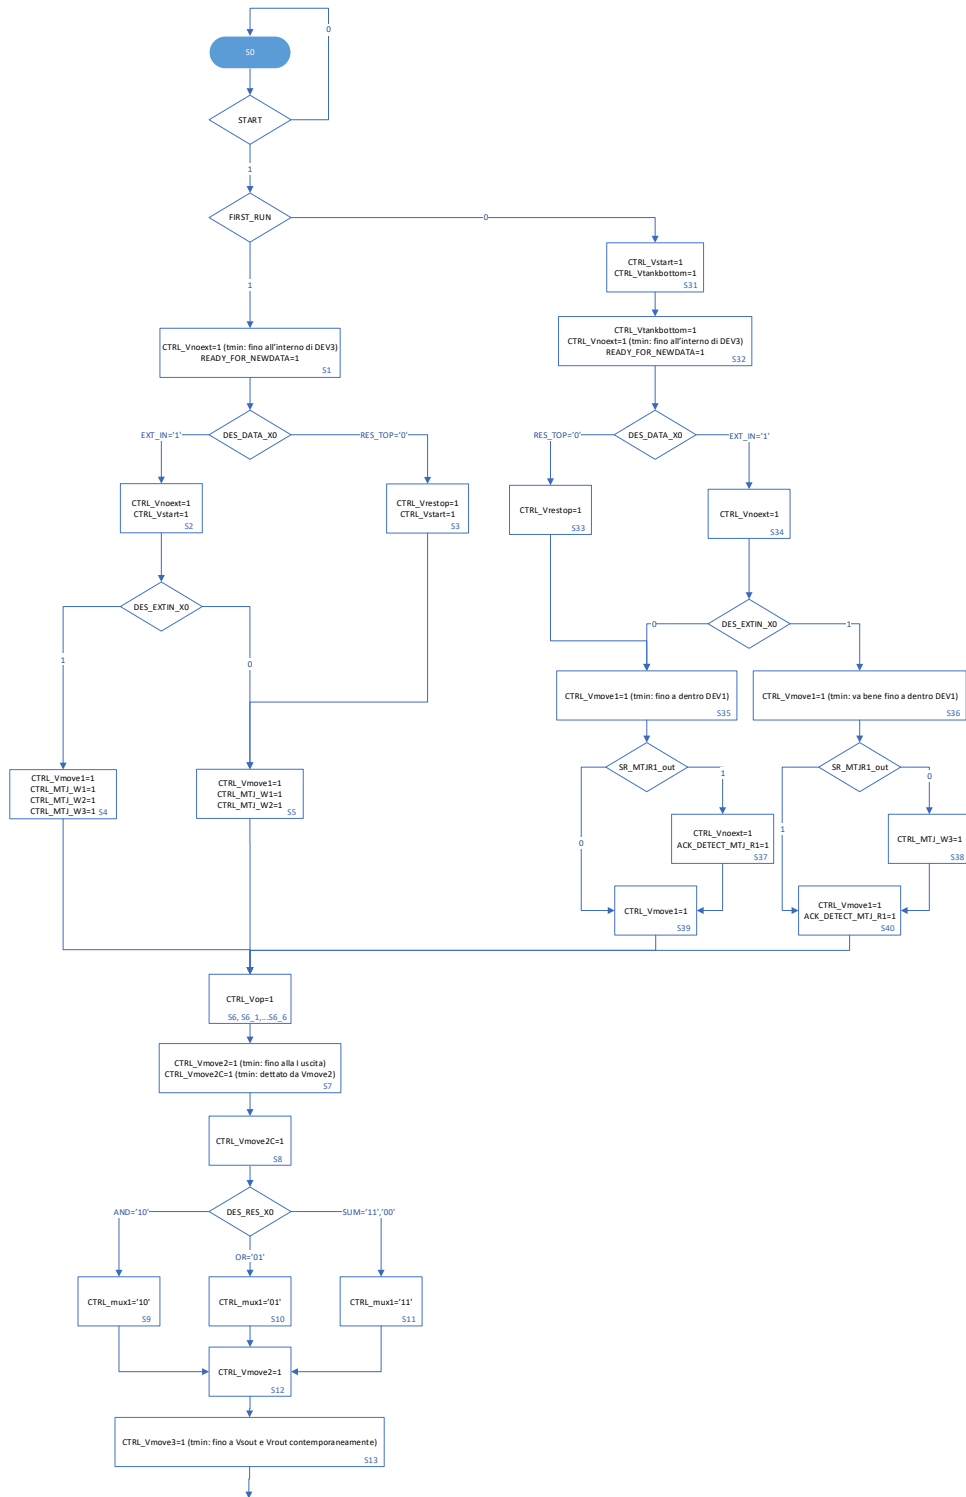 0
S0
START
1
FIRST_RUN
0
1
CTRL_Vstart=1
CTRL_Vtankbottom=1
S31
CTRL_Vnoext=1 (tmin: fino all'interno di DEV3)
READY_FOR_NEWDATA=1
S1
CTRL_Vtankbottom=1
CTRL_Vnoext=1 (tmin: fino all'interno di DEV3)
READY_FOR_NEWDATA=1
S32
EXT_IN='1'
DES_DATA_X0
RES_TOP='0'
RES_TOP='0'
DES_DATA_X0
EXT_IN='1'
CTRL_Vnoext=1
CTRL_Vstart=1
S2
CTRL_Vrestop=1
CTRL_Vstart=1
S3
CTRL_Vrestop=1
S33
CTRL_Vnoext=1
S34
DES_EXTIN_X0
1
0
DES_EXTIN_X0
0
1
CTRL_Vmove1=1 (tmin: fino a dentro DEV1)
S35
CTRL_Vmove1=1 (tmin: va bene fino a dentro DEV1)
S36
CTRL_Vmove1=1
CTRL_MTJ_W1=1
CTRL_MTJ_W2=1
CTRL_MTJ_W3=1
S4
CTRL_Vmove1=1
CTRL_MTJ_W1=1
CTRL_MTJ_W2=1
S5
SR_MTJR1_out
1
0
SR_MTJR1_out
0
1
CTRL_Vnoext=1
ACK_DETECT_MTJ_R1=1
S37
CTRL_MTJ_W3=1
S38
CTRL_Vmove1=1
S39
CTRL_Vmove1=1
ACK_DETECT_MTJ_R1=1
S40
CTRL_Vop=1
S6, S6_1,...S6_6
CTRL_Vmove2=1 (tmin: fino alla I uscita)
CTRL_Vmove2C=1 (tmin: dettato da Vmove2)
S7
CTRL_Vmove2C=1
S8
AND='10'
DES_RES_X0
SUM='11','00'
OR='01'
CTRL_mux1='10'
S9
CTRL_mux1='01'
S10
CTRL_mux1='11'
S11
CTRL_Vmove2=1
S12
CTRL_Vmove3=1 (tmin: fino a Vsout e Vrout contemporaneamente)
S13